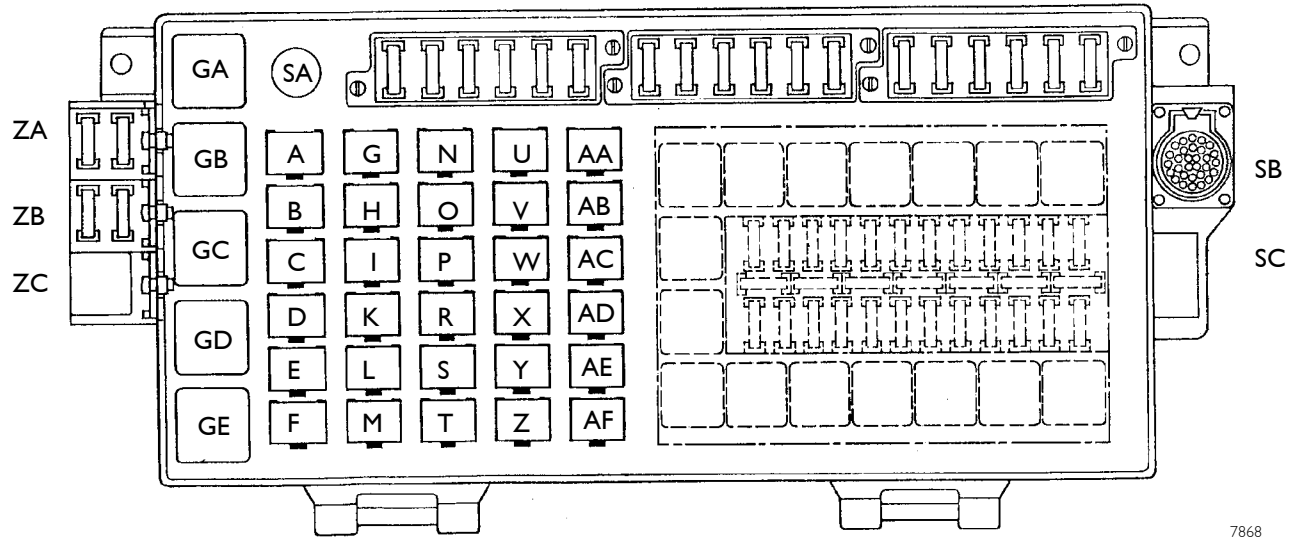 GA
SA
ZA
GB
A G N U AA
SB
ZB
B H O V AB
GC
C I P W AC
SC
ZC
D K R X AD
GD
E L S Y AE
GE
F M T Z AF
7868